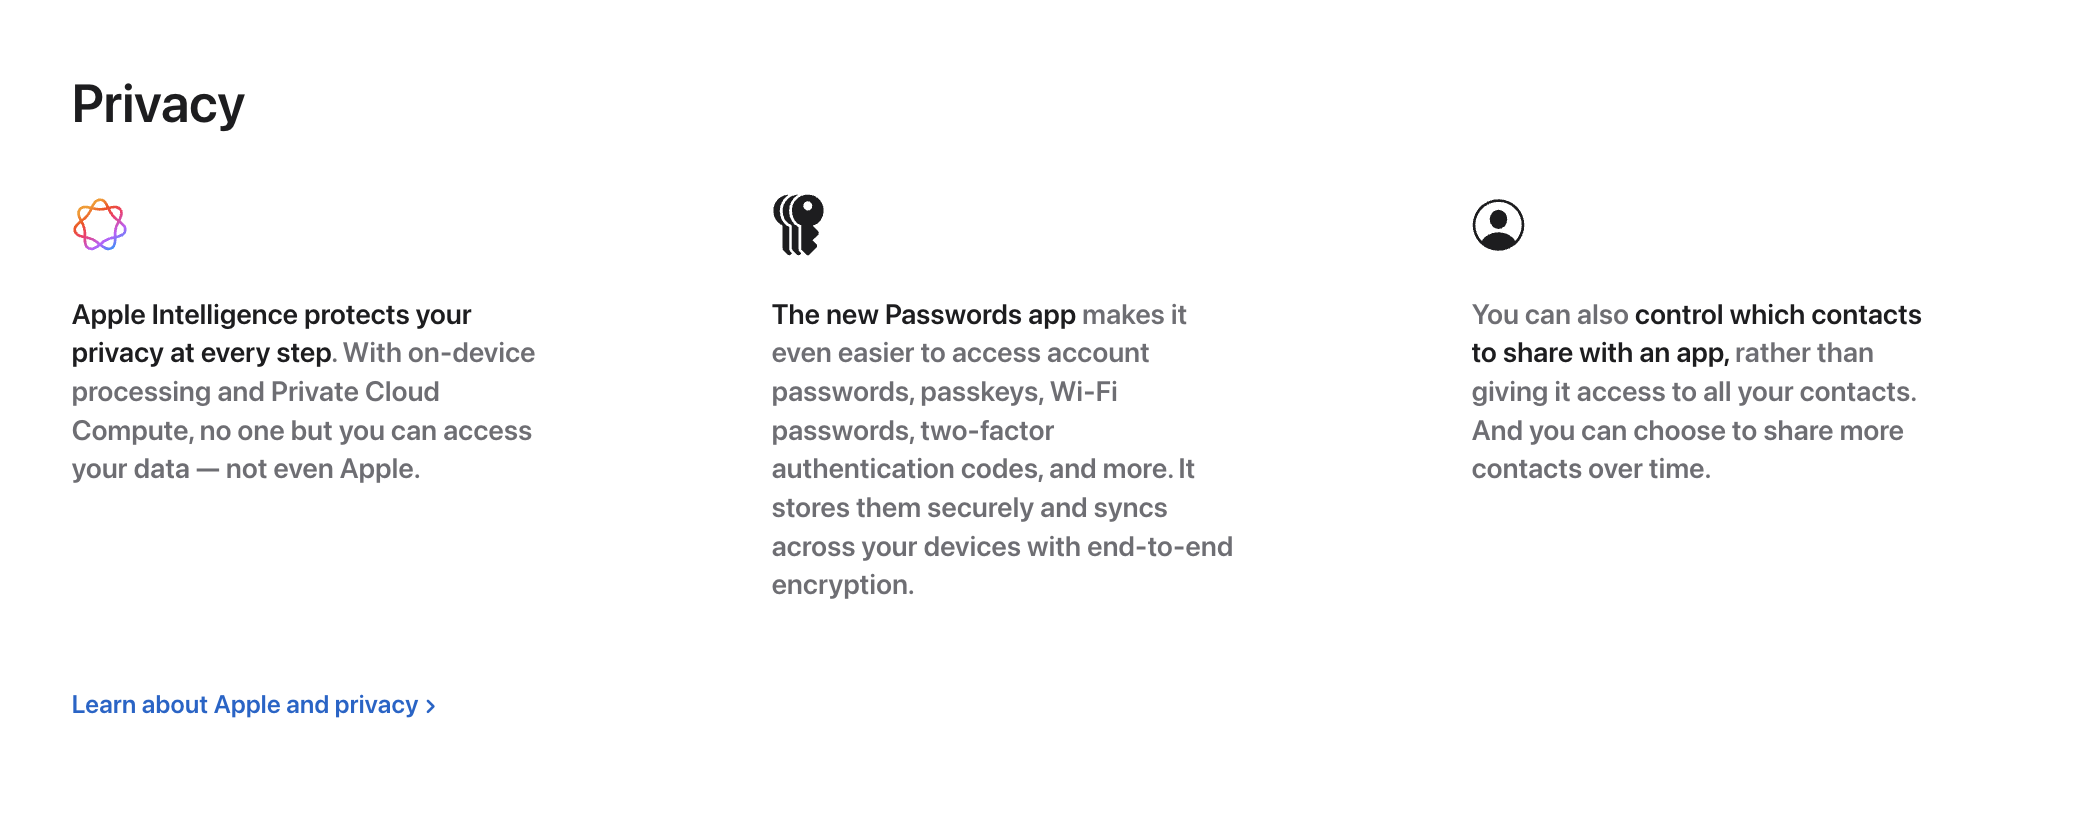 Privacy
Apple Intelligence protects your
privacy at every step. With on-device
processing and Private Cloud
Compute, no one but you can access
your data — not even Apple.
The new Passwords app makes it
even easier to access account
passwords, passkeys, Wi-Fi
passwords, two-factor
authentication codes, and more. It
stores them securely and syncs
across your devices with end-to-end
encryption.
You can also control which contacts
to share with an app, rather than
giving it access to all your contacts.
And you can choose to share more
contacts over time.
Learn about Apple and privacy >